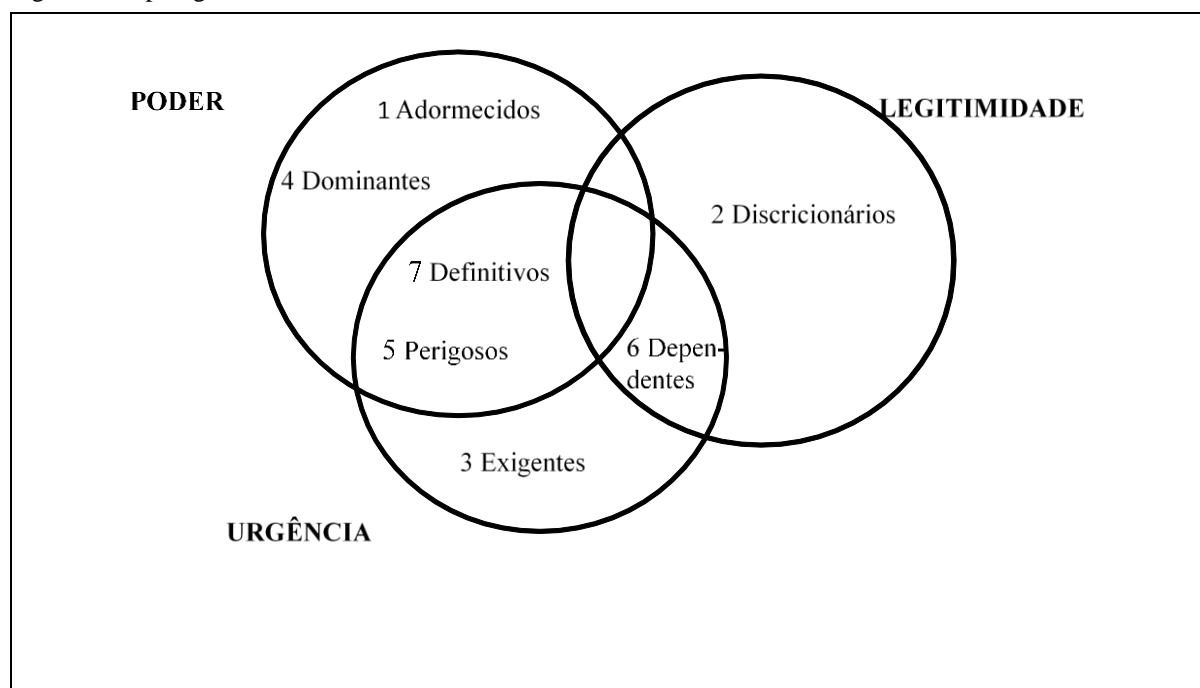 PODER
1 Adormecidos
LEGITIMIDADE
4 Dominantes
2 Discricionários
7 Definitivos
5 Perigosos
6 Depen-
dentes
3 Exigentes
URGÊNCIA